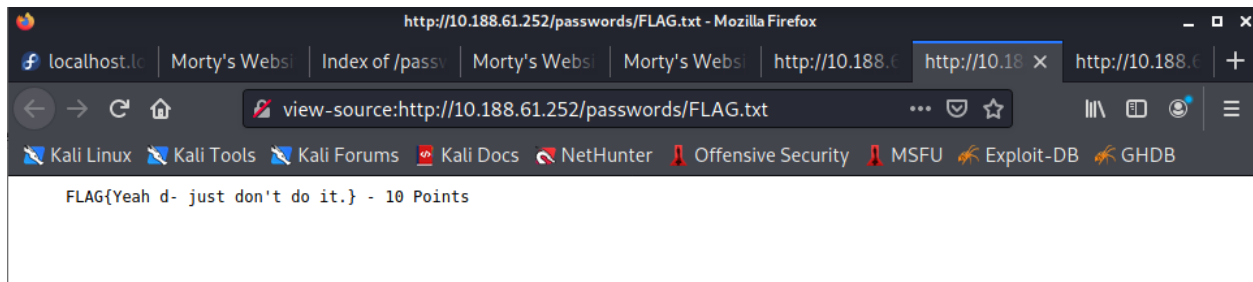 http://10.188.61.252/passwords/FLAG.txt - Mozilla Firefox
localhost.lo Morty's Websi Index of /passw Morty's Websi Morty's Websi http://10.188.6 http://10.18 http://10.188.6
view-source:http://10.188.61.252/passwords/FLAG.txt
Kali Linux Kali Tools Kali Forums Kali Docs NetHunter Offensive Security MSFU Exploit-DB GHDB
FLAG{Yeah d- just don't do it.} - 10 Points